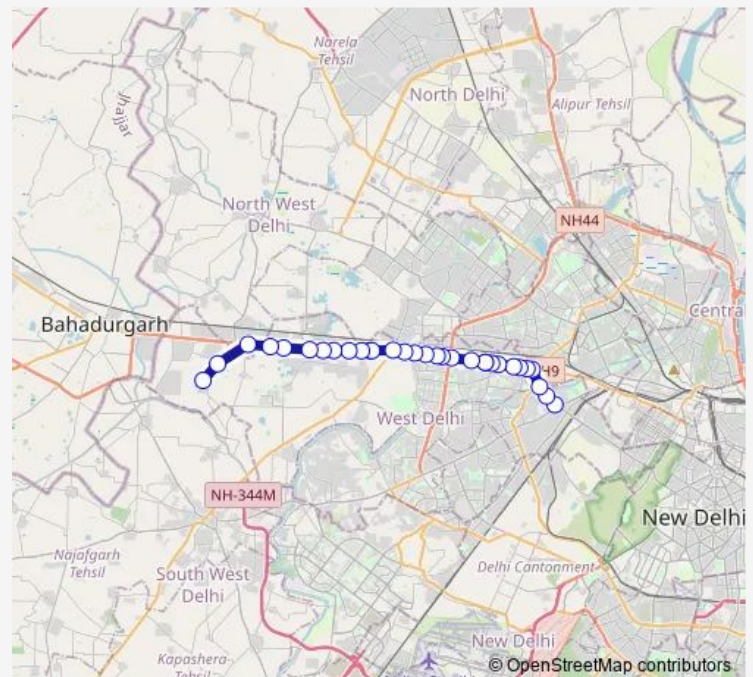 Narela
Tehsil
North Delhi
Alipur Tehsil
Jhajjar
North West
Delhi
NH44
Centra
Bahadurgarh
H9
West Delhi
NH-344M
New Delhi
Najafgarh
Tehsil
South West
Delhi
Delhi Cantonment
New Delhi
Kapashera
Tehsil
© OpenStreetMap contributors